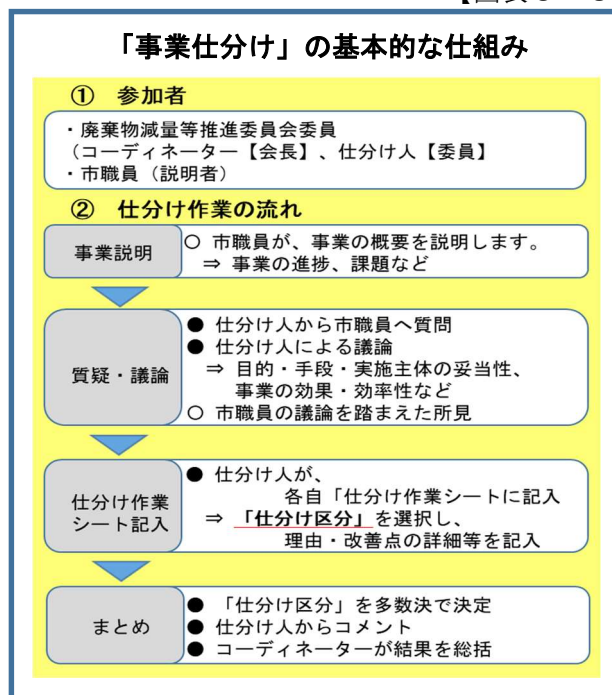 「事業仕分け」の基本的な仕組み
① 参加者
・廃棄物減量等推進委員会委員
(コーディネーター【会長】、仕分け人【委員】
・市職員(説明者)
② 仕分け作業の流れ
事業説明
○ 市職員が、事業の概要を説明します。
⇒ 事業の進捗、課題など
質疑・議論
● 仕分け人から市職員へ質問
● 仕分け人による議論
⇒ 目的・手段・実施主体の妥当性、
事業の効果・効率性など
○ 市職員の議論を踏まえた所見
仕分け作業
シート記入
● 仕分け人が、
各自「仕分け作業シートに記入
⇒ 「仕分け区分」を選択し、
理由・改善点の詳細等を記入
まとめ
● 「仕分け区分」を多数決で決定
● 仕分け人からコメント
● コーディネーターが結果を総括